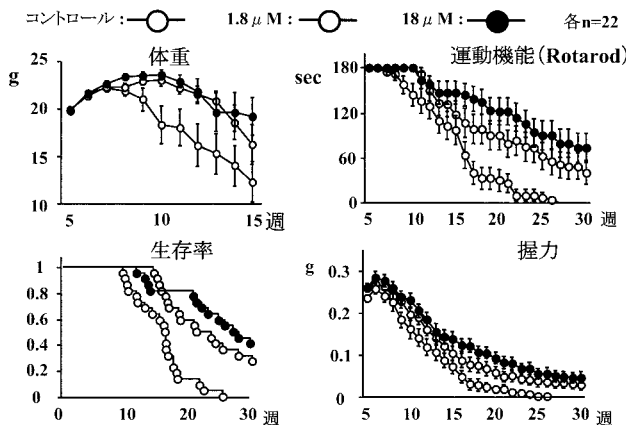 コントロール： 1.8μM： 18μM： 各n=22
体重
g
25
20
15
10
5 10 15 週
運動機能（Rotarod）
sec
180
120
60
0
5 10 15 20 25 30 週
生存率
1
0.8
0.6
0.4
0.2
0
0 10 20 30 週
握力
g
0.3
0.2
0.1
0
5 10 15 20 25 30 週